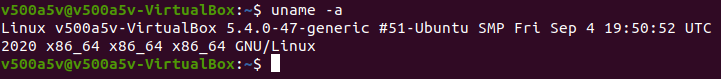 v500a5v@v500a5v-VirtualBox:~$ uname -a
Linux v500a5v-VirtualBox 5.4.0-47-generic #51-Ubuntu SMP Fri Sep 4 19:50:52 UTC
2020 x86_64 x86_64 x86_64 GNU/Linux
v500a5v@v500a5v-VirtualBox:~$